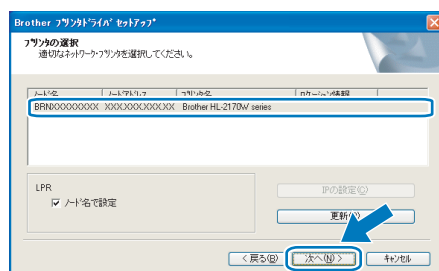 Brother ﾌﾟﾘﾝﾀﾄﾞﾗｲﾊﾞ ｾｯﾄｱｯﾌﾟ
ﾌﾟﾘﾝﾀの選択
適切なﾈｯﾄﾜｰｸ･ﾌﾟﾘﾝﾀを選択してください。
ﾉｰﾄﾞ名 ﾉｰﾄﾞｱﾄﾞﾚｽ ﾌﾟﾘﾝﾀ名 ﾛｹｰｼｮﾝ情報
BRNXXXXXXXX XXX.XXX.XXX.XX Brother HL-2170W series
LPR
ﾉｰﾄﾞ名で設定
IPの設定(C)
更新(R)
< 戻る(B) 次へ(N) > ｷｬﾝｾﾙ